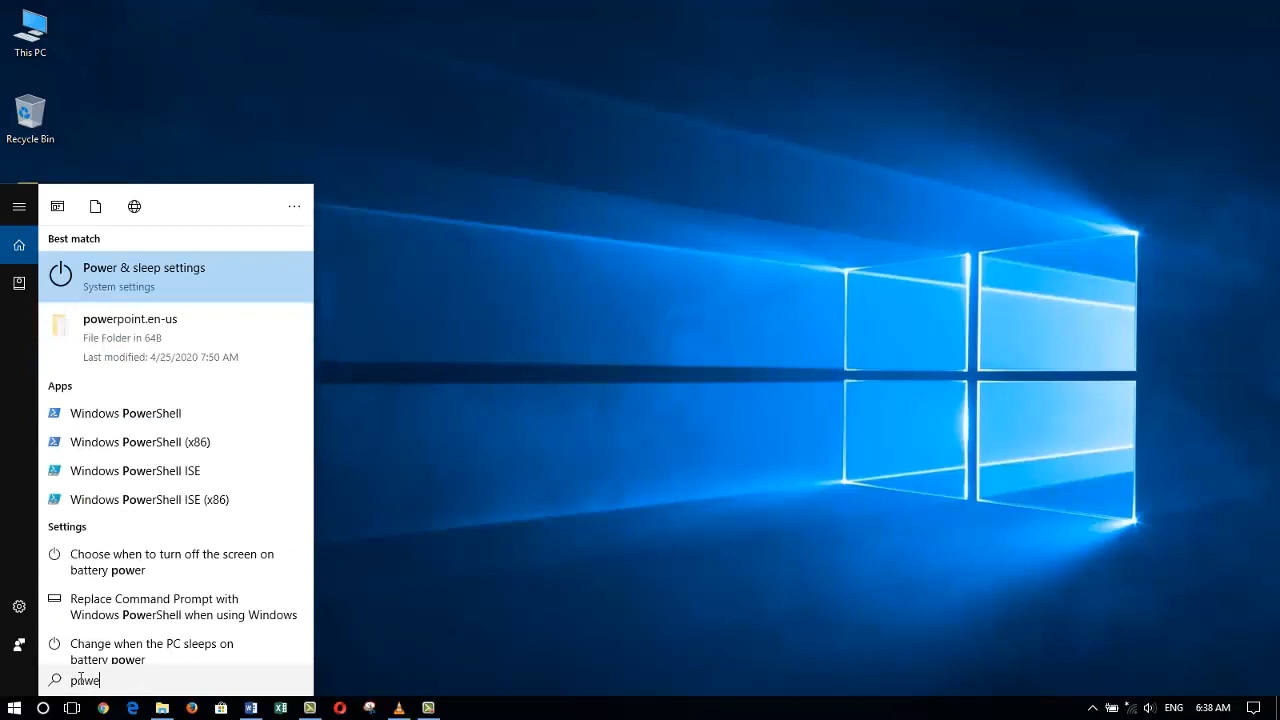 This PC
Recycle Bin
Best match
Power & sleep settings
System settings
powerpoint.en-us
File Folder in 64B
Last modified: 4/25/2020 7:50 AM
Apps
Windows PowerShell
Windows PowerShell (x86)
Windows PowerShell ISE
Windows PowerShell ISE (x86)
Settings
Choose when to turn off the screen on
battery power
Replace Command Prompt with
Windows PowerShell when using Windows
Change when the PC sleeps on
battery power
powe
ENG
6:38 AM